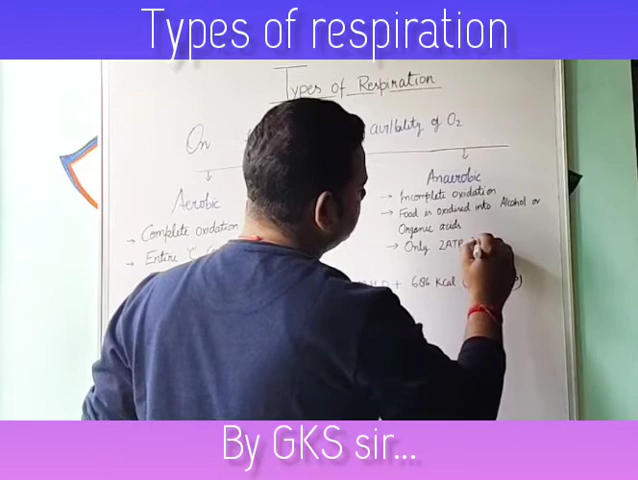 Types of respiration
Types of Respiration
On
avilbality of O2
Aerobic
→ Complete oxidation
→ Entire 'C'
Anaerobic
→ Incomplete oxidation
→ Food is oxidised into Alcohol or
Organic acids
→ Only 2ATP
+ 686 Kcal (
By GKS sir...